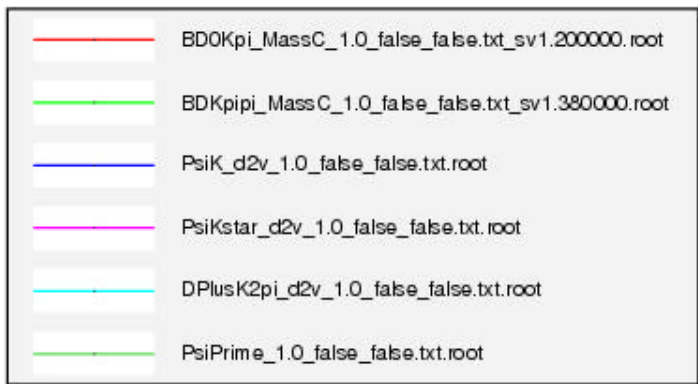 BD0Kpi_MassC_1.0_false_false.txt_sv1.200000.root
BDKpipi_MassC_1.0_false_false.txt_sv1.380000.root
PsiK_d2v_1.0_false_false.txt.root
PsiKstar_d2v_1.0_false_false.txt.root
DPlusK2pi_d2v_1.0_false_false.txt.root
PsiPrime_1.0_false_false.txt.root